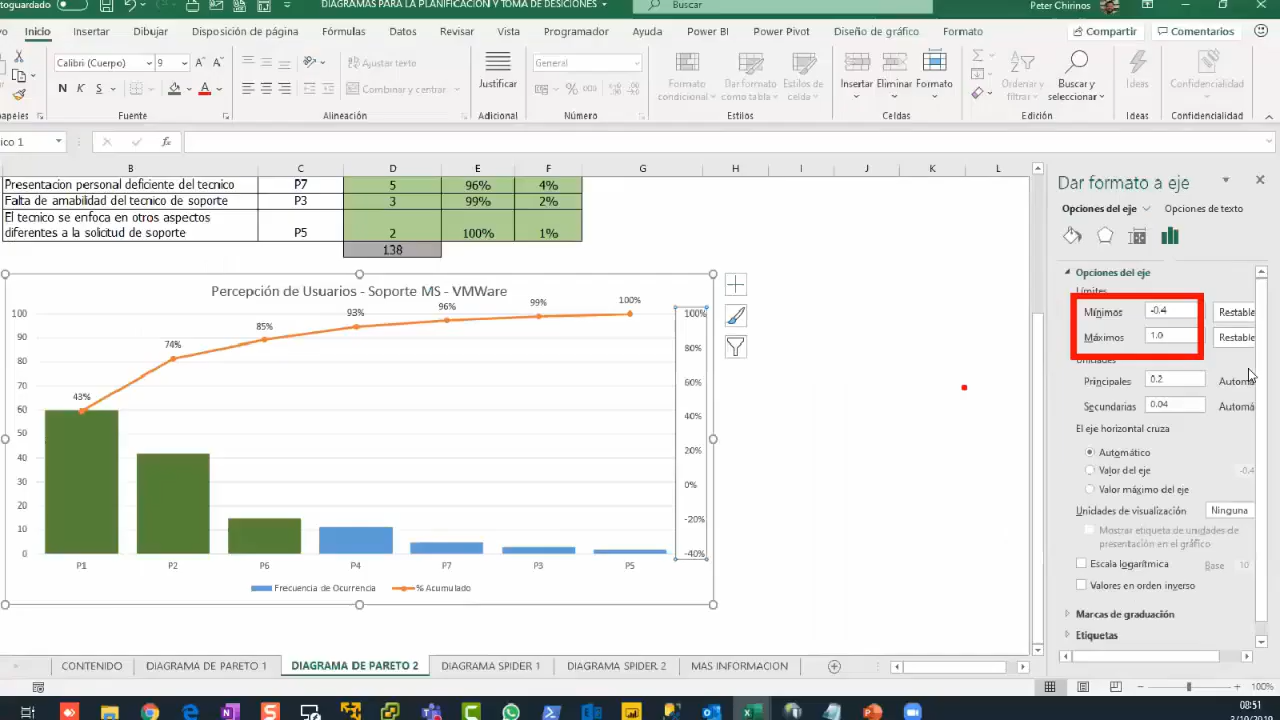 toguardado
DIAGRAMAS PARA LA PLANIFICACIÓN Y TOMA DE DESICIONES
Buscar
Peter Chirinos
vo Inicio Insertar Dibujar Disposición de página Fórmulas Datos Revisar Vista Programador Ayuda Power BI Power Pivot Diseño de gráfico Formato Compartir Comentarios
Calibri (Cuerpo) 9 Ajustar texto General
N K S Combinar y centrar
Justificar
Formato condicional
Dar formato como tabla
Estilos de celda
Insertar Eliminar Formato
Ordenar y filtrar
Buscar y seleccionar
Ideas
Confidencialidad
papeles Fuente Alineación Adicional Número Estilos Celdas Edición Ideas Confidencialidad
ico 1 fx
B C D E F G H I J K L
Presentacion personal deficiente del tecnico P7 5 96% 4%
Falta de amabilidad del tecnico de soporte P3 3 99% 2%
El tecnico se enfoca en otros aspectos
diferentes a la solicitud de soporte P5 2 100% 1%
138
Percepción de Usuarios - Soporte MS - VMWare
43% 74% 85% 93% 96% 99% 100%
100
90
80
70
60
50
40
30
20
10
0
100%
80%
60%
40%
20%
0%
-20%
-40%
P1 P2 P6 P4 P7 P3 P5
Frecuencia de Ocurrencia % Acumulado
Dar formato a eje
Opciones del eje Opciones de texto
Opciones del eje
Límites
Mínimos -0.4 Restable
Máximos 1.0 Restable
Unidades
Principales 0.2 Automá
Secundarias 0.04 Automá
El eje horizontal cruza
Automático
Valor del eje -0.4
Valor máximo del eje
Unidades de visualización Ninguna
Mostrar etiqueta de unidades de
presentación en el gráfico
Escala logarítmica Base 10
Valores en orden inverso
Marcas de graduación
Etiquetas
CONTENIDO DIAGRAMA DE PARETO 1 DIAGRAMA DE PARETO 2 DIAGRAMA SPIDER 1 DIAGRAMA SPIDER 2 MAS INFORMACION
100%
08:51
3/10/2019